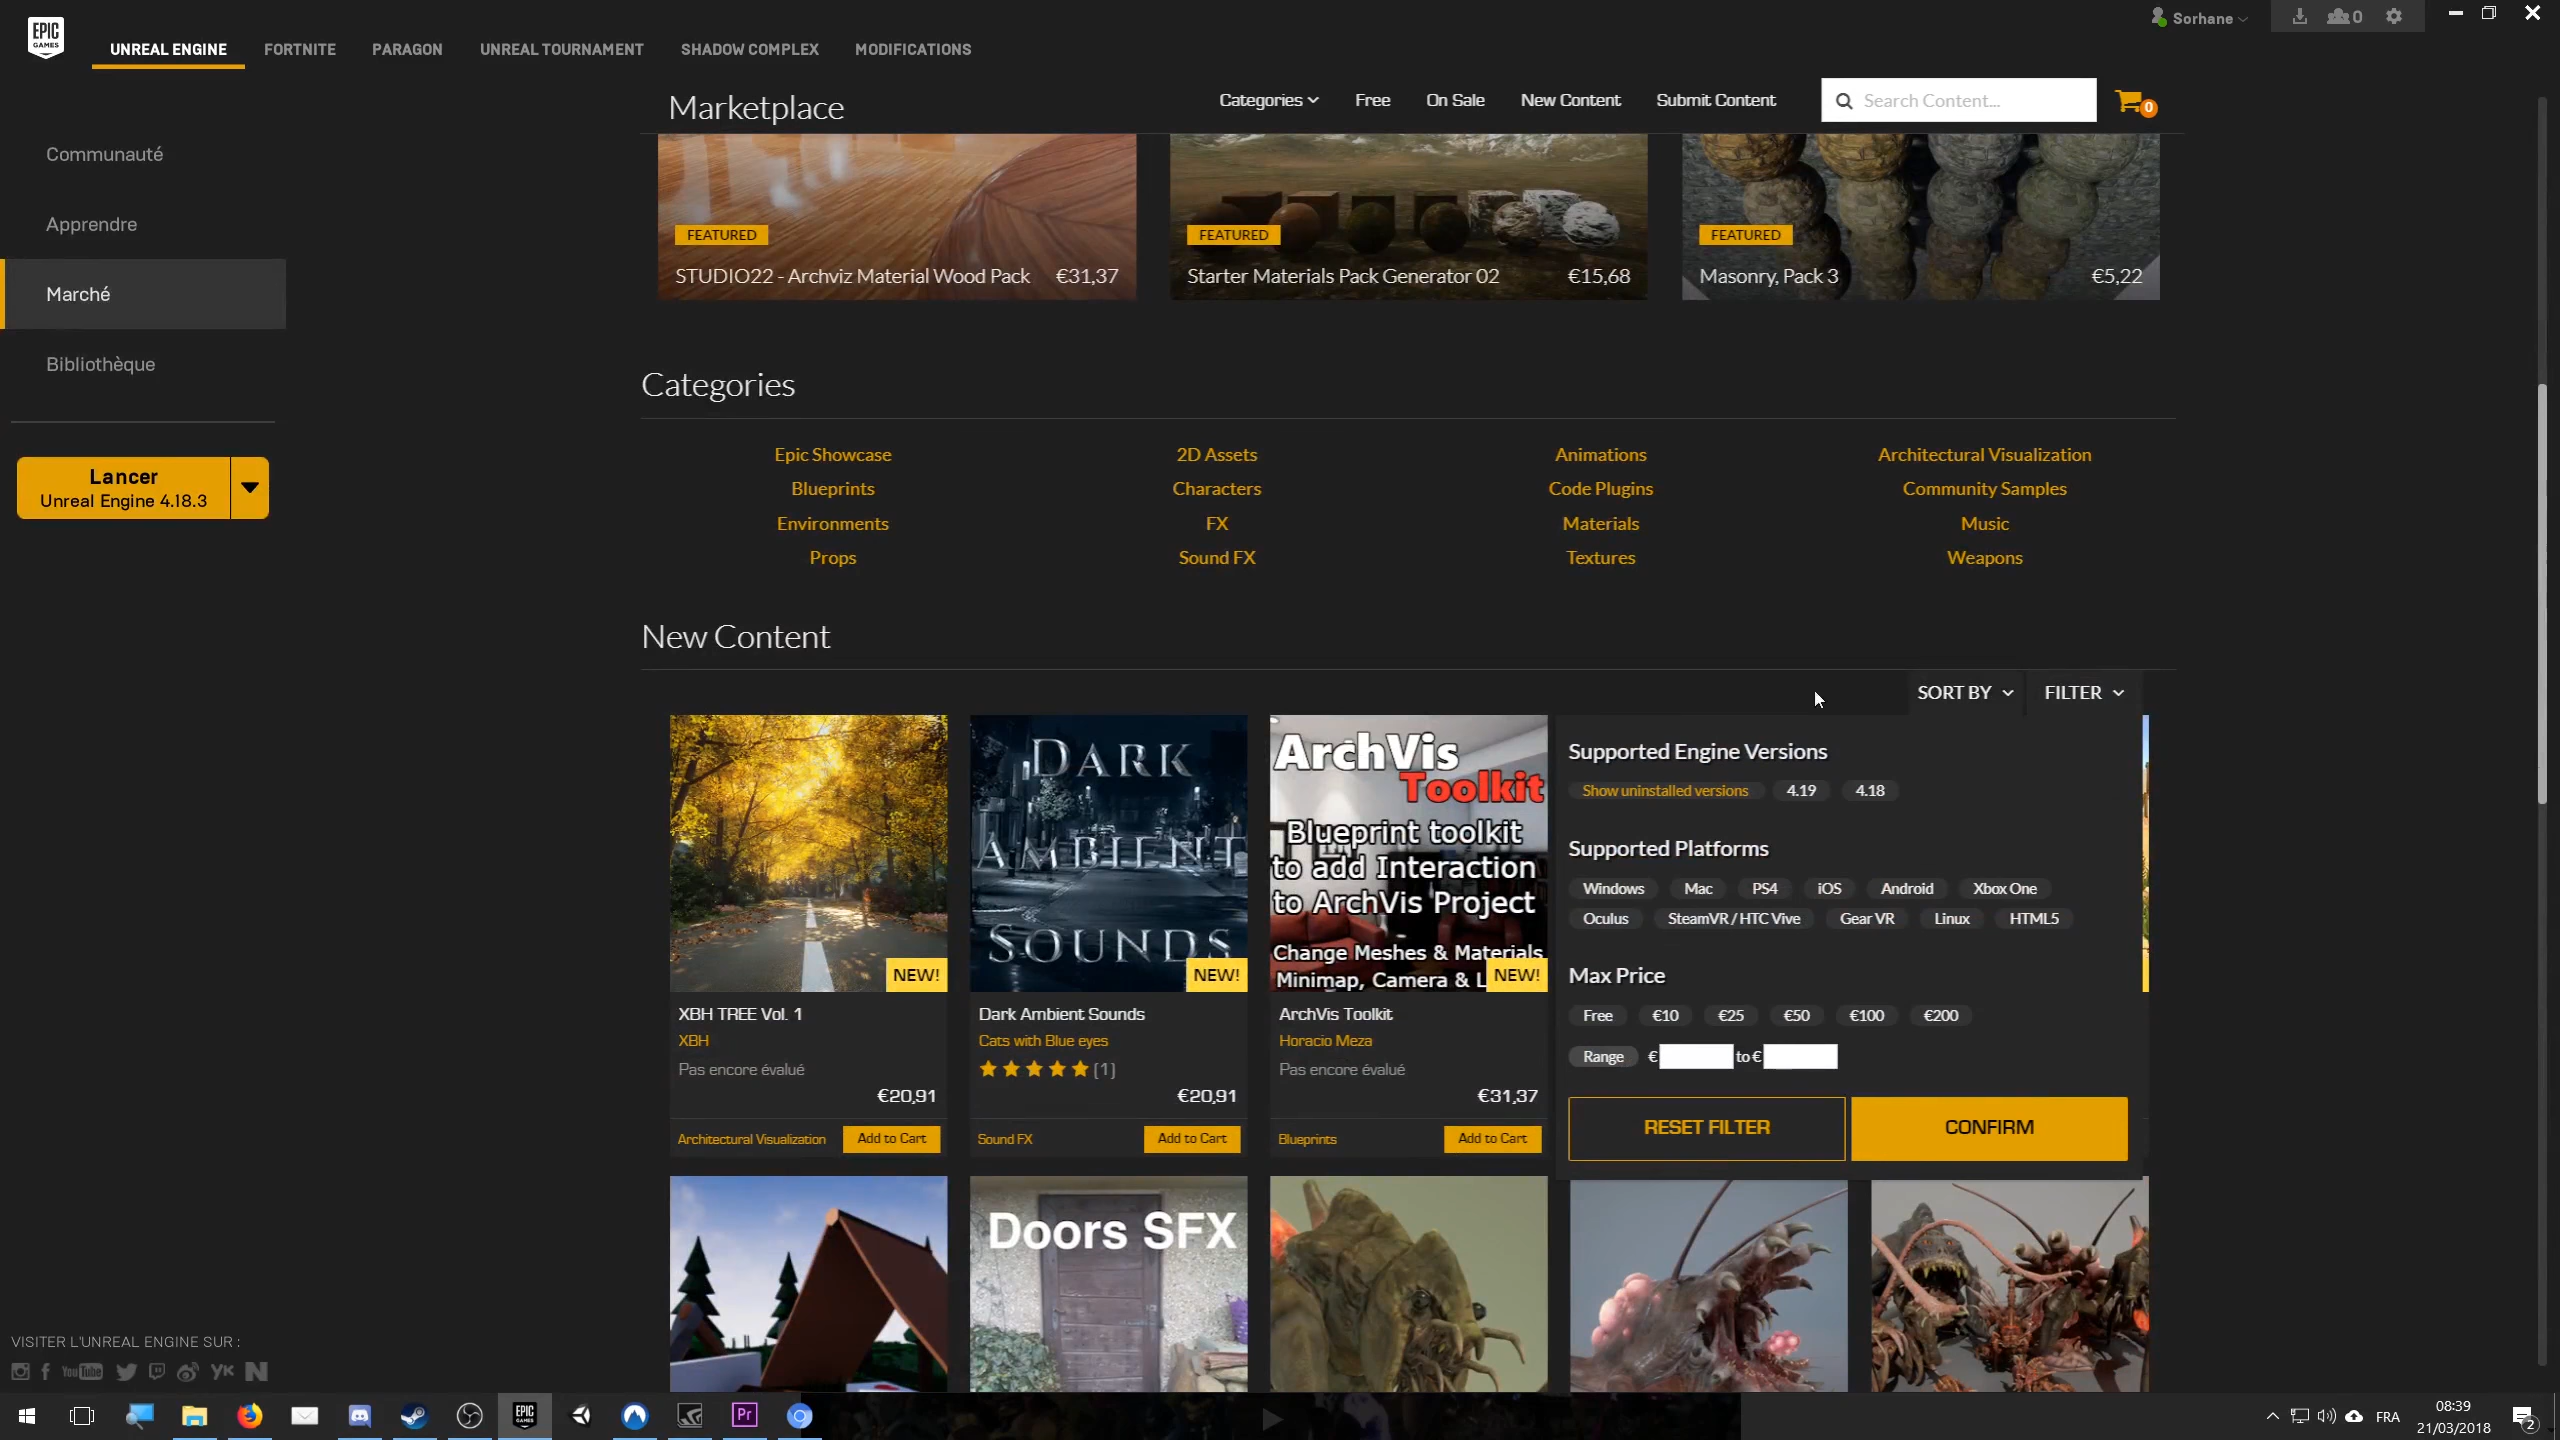 EPIC GAMES
UNREAL ENGINE
FORTNITE
PARAGON
UNREAL TOURNAMENT
SHADOW COMPLEX
MODIFICATIONS
Sorhane
0
Marketplace
Categories
Free
On Sale
New Content
Submit Content
Search Content...
0
Communauté
Apprendre
Marché
Bibliothèque
Lancer
Unreal Engine 4.18.3
FEATURED
STUDIO22 - Archviz Material Wood Pack €31,37
FEATURED
Starter Materials Pack Generator 02 €15,68
FEATURED
Masonry, Pack 3 €5,22
Categories
Epic Showcase 2D Assets Animations Architectural Visualization
Blueprints Characters Code Plugins Community Samples
Environments FX Materials Music
Props Sound FX Textures Weapons
New Content
SORT BY FILTER
NEW!
XBH TREE Vol. 1
XBH
Pas encore évalué
€20,91
Architectural Visualization Add to Cart
DARK
AMBIENT
SOUNDS
NEW!
Dark Ambient Sounds
Cats with Blue eyes
(1)
€20,91
Sound FX Add to Cart
ArchVis
Toolkit
Blueprint toolkit
to add Interaction
to ArchVis Project
Change Meshes & Materials
Minimap, Camera & L
NEW!
ArchVis Toolkit
Horacio Meza
Pas encore évalué
€31,37
Blueprints Add to Cart
Supported Engine Versions
Show uninstalled versions 4.19 4.18
Supported Platforms
Windows Mac PS4 iOS Android Xbox One
Oculus SteamVR / HTC Vive Gear VR Linux HTML5
Max Price
Free €10 €25 €50 €100 €200
Range € to €
RESET FILTER CONFIRM
Doors SFX
VISITER L'UNREAL ENGINE SUR :
You Tube
EPIC GAMES
Pr
FRA
08:39
21/03/2018
2